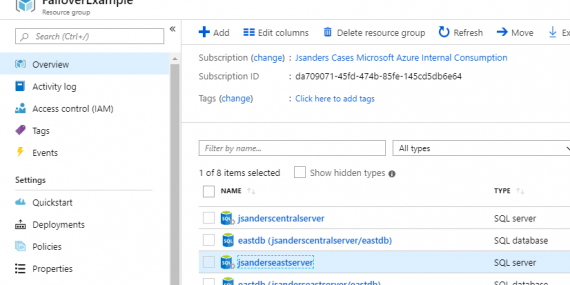 FailoverExample
Resource group
Search (Ctrl+/)
Overview
Activity log
Access control (IAM)
Tags
Events
Settings
Quickstart
Deployments
Policies
Properties
Add Edit columns Delete resource group Refresh Move
Subscription (change) : Jsanders Cases Microsoft Azure Internal Consumption
Subscription ID : da709071-45fd-474b-85fe-145cd5db6e64
Tags (change) : Click here to add tags
Filter by name... All types
1 of 8 items selected Show hidden types
NAME TYPE
jsanderscentralserver SQL server
eastdb (jsanderscentralserver/eastdb) SQL database
jsanderseastserver SQL server
eastdb (jsanderseastserver/eastdb) SQL database